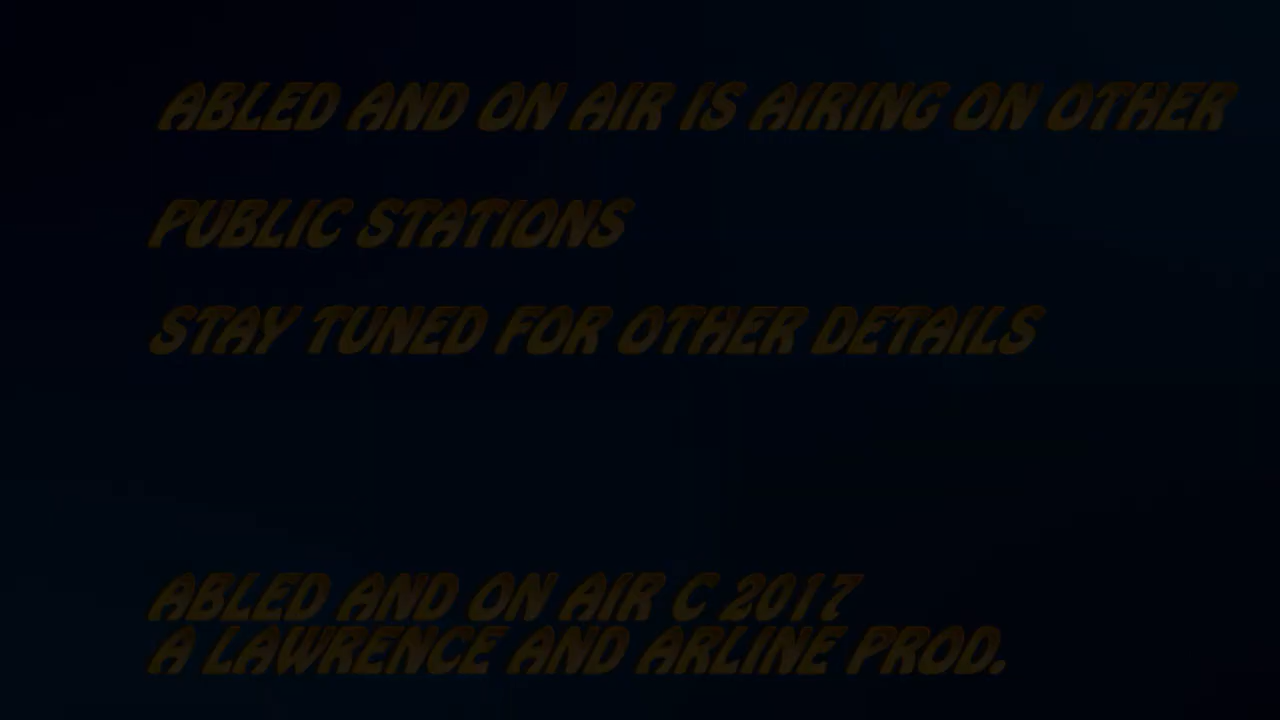 ABLED AND ON AIR IS AIRING ON OTHER
PUBLIC STATIONS
STAY TUNED FOR OTHER DETAILS
ABLED AND ON AIR C 2017
A LAWRENCE AND ARLINE PROD.